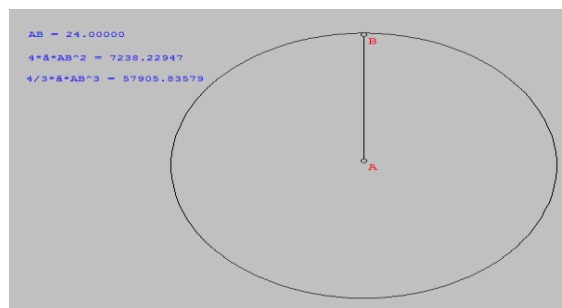 AB = 24.00000
4*ã*AB^2 = 7238.22947
4/3*ã*AB^3 = 57905.83579
B
A